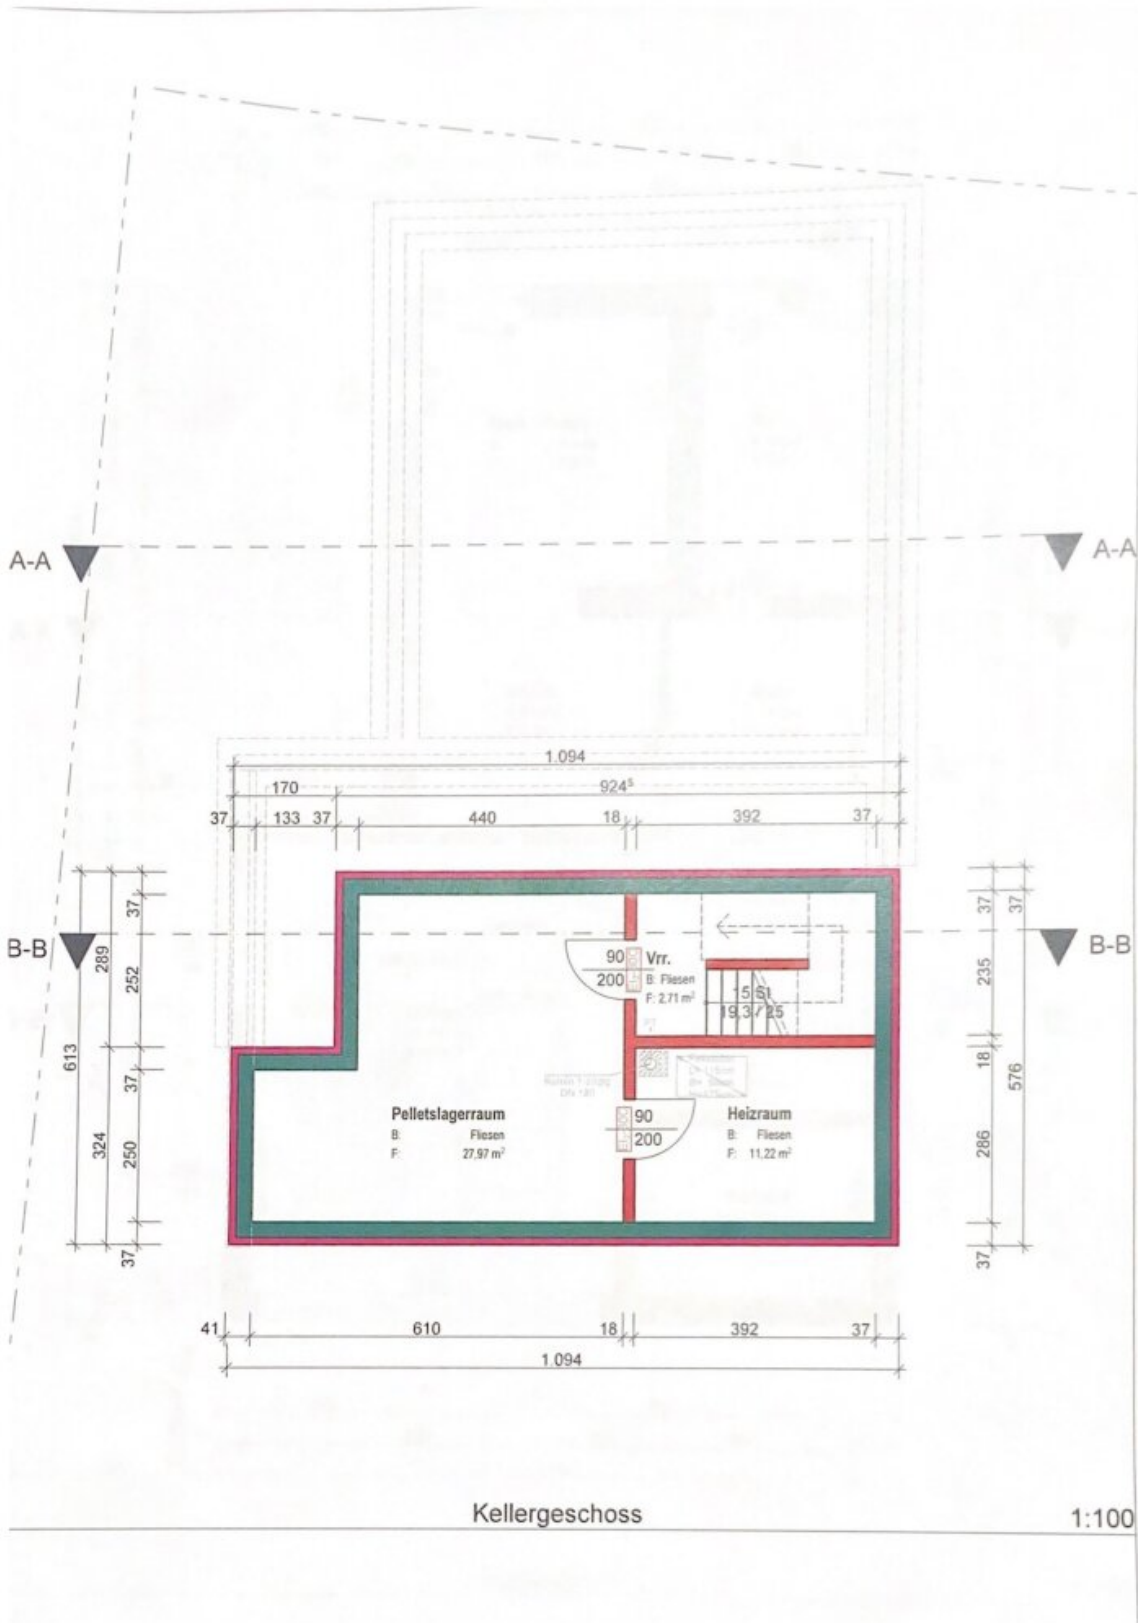 A-A
A-A
1.094
170
924⁵
37
133
37
440
18
392
37
B-B
B-B
613
289
324
37
252
37
250
37
37
235
18
286
37
37
576
90
200
Vrr.
B: Fliesen
F: 2.71 m²
19,3 / 25
Pelletslagerraum
B: Fliesen
F: 27,97 m²
90
200
Heizraum
B: Fliesen
F: 11,22 m²
41
610
18
392
37
1.094
Kellergeschoss
1:100